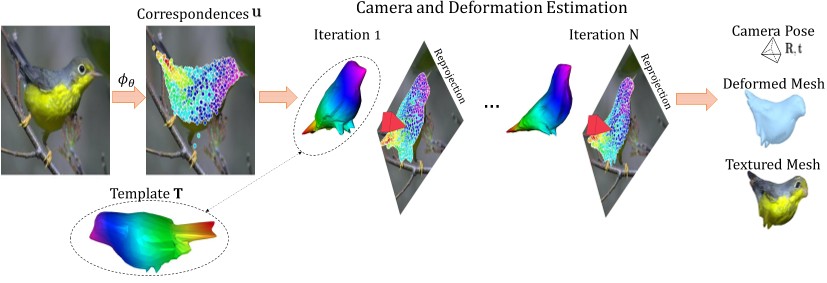 Camera and Deformation Estimation
Correspondences u
Iteration 1
Iteration N
Camera Pose
R, t
ϕθ
Reprojection
...
Reprojection
Deformed Mesh
Textured Mesh
Template T